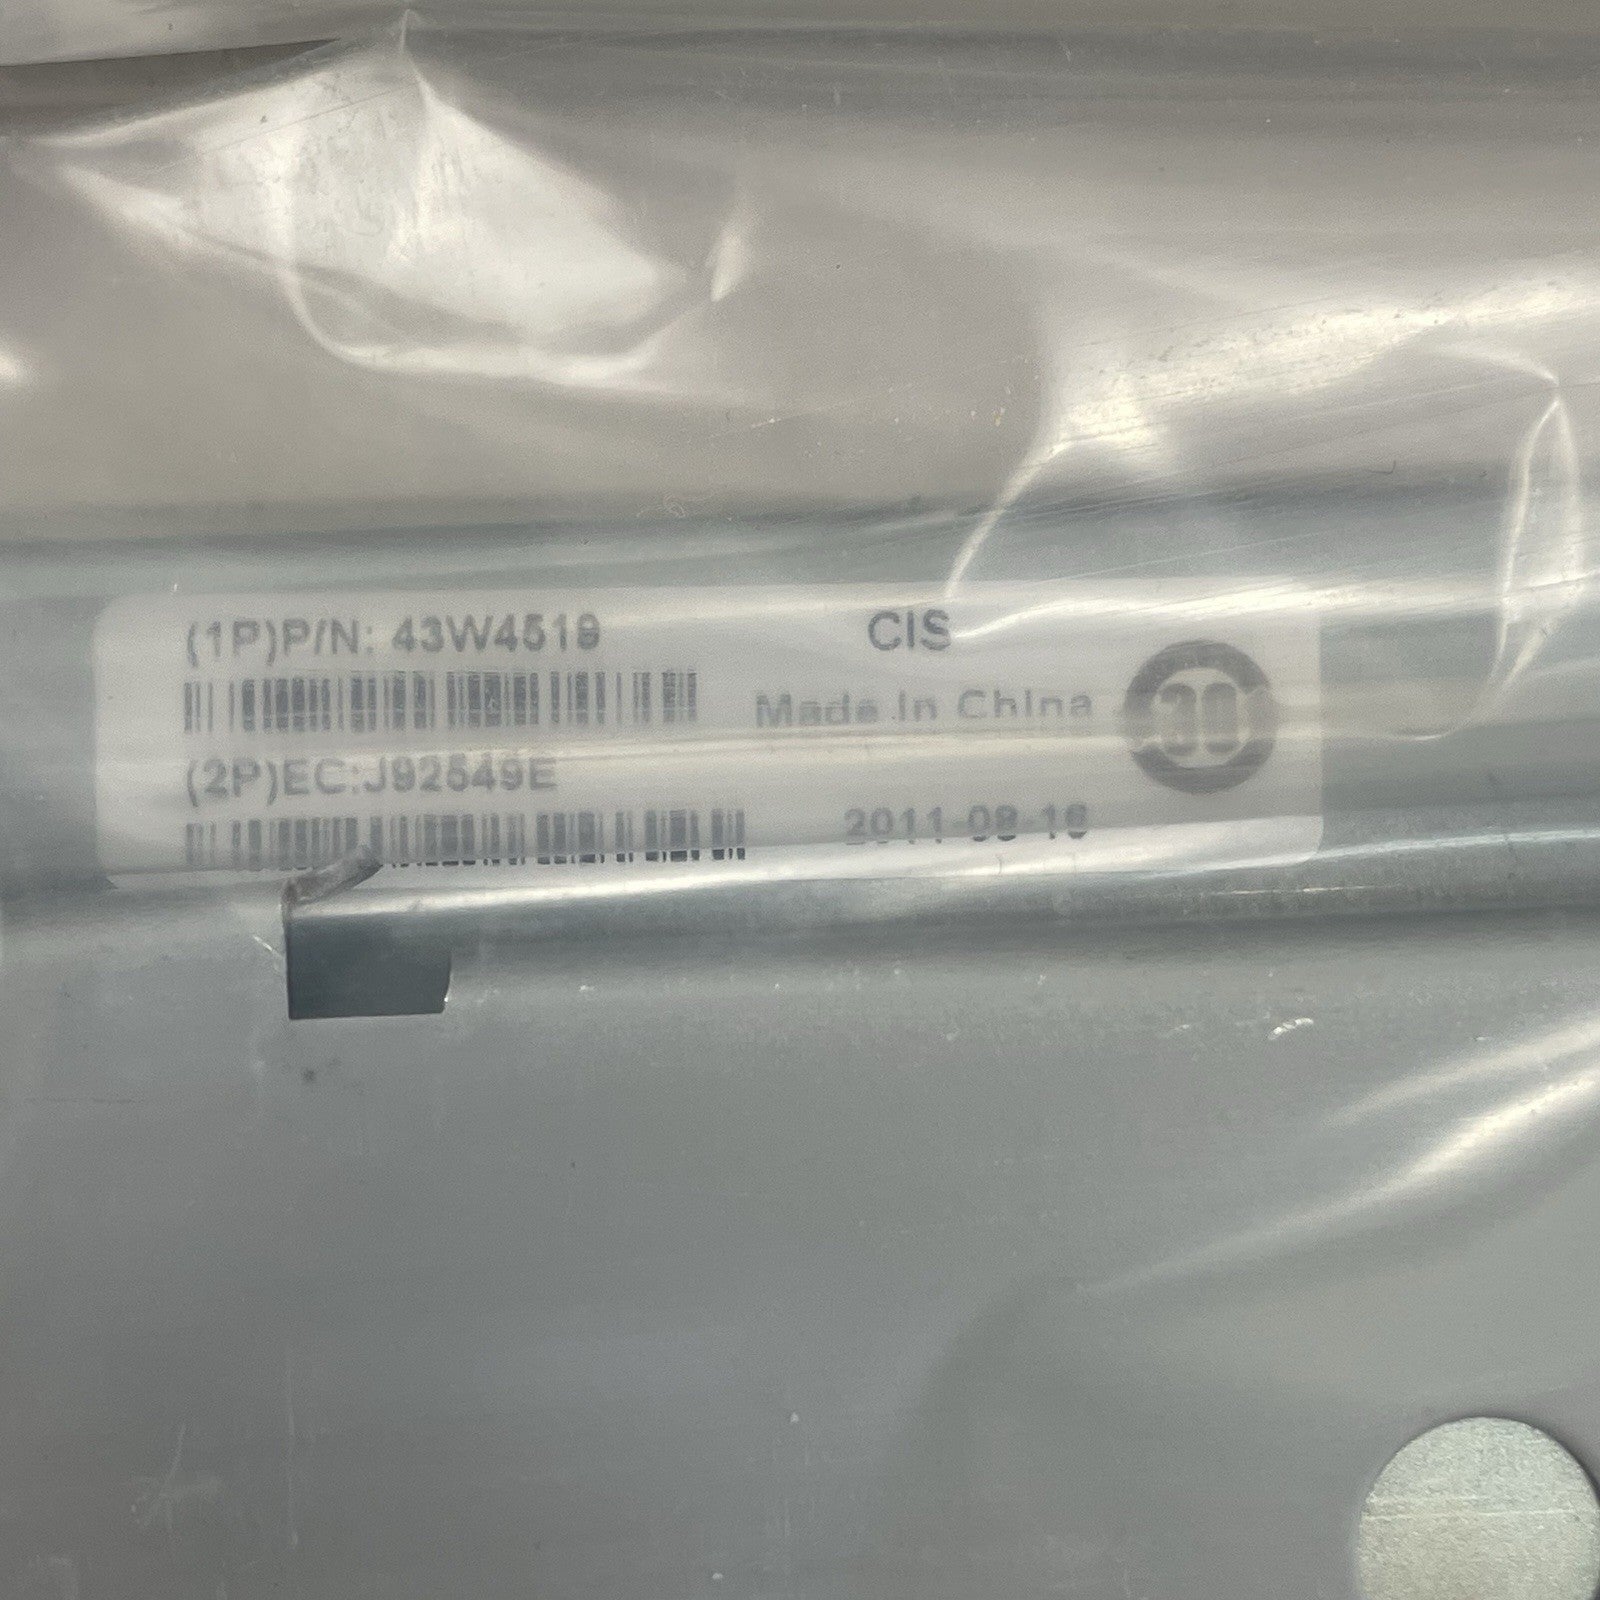 (1P)P/N: 43W4519
CIS
Made In China
(2P)EC:J92549E
2011-08-16